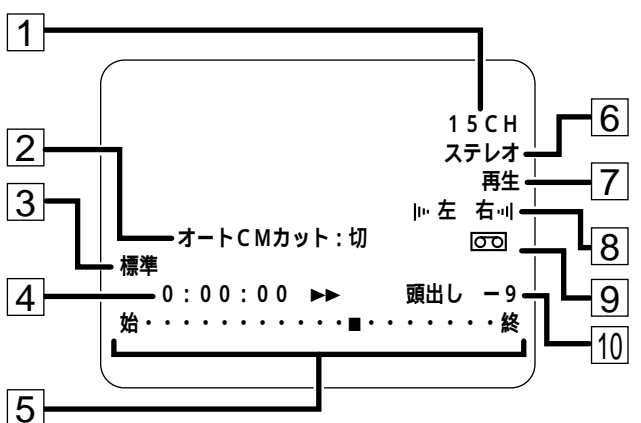 1
15CH
6
ステレオ
2
再生
7
3
左 右
8
オートCMカット:切
標準
9
4
0:00:00 ►► 頭出し −9
10
始・・・・・・・・・・・■・・・・・・・終
5